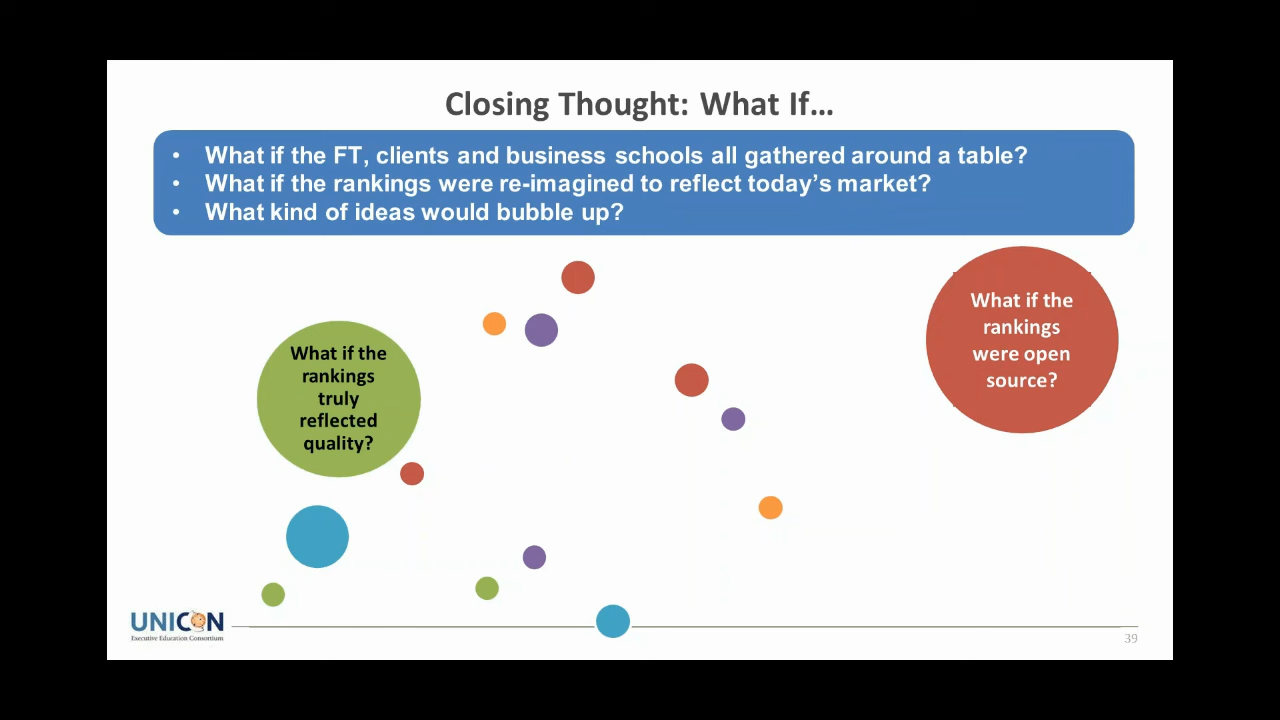 Closing Thought: What If…
• What if the FT, clients and business schools all gathered around a table?
• What if the rankings were re-imagined to reflect today’s market?
• What kind of ideas would bubble up?
What if the
rankings
truly
reflected
quality?
What if the
rankings
were open
source?
UNICON
Executive Education Consortium
39